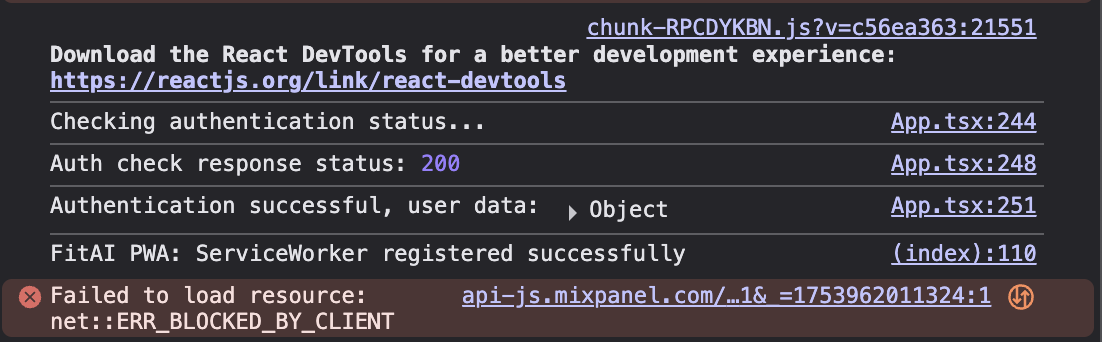 chunk-RPCDYKBN.js?v=c56ea363:21551
Download the React DevTools for a better development experience:
https://reactjs.org/link/react-devtools
Checking authentication status... App.tsx:244
Auth check response status: 200 App.tsx:248
Authentication successful, user data: ▶ Object App.tsx:251
FitAI PWA: ServiceWorker registered successfully (index):110
Failed to load resource: api-js.mixpanel.com/…1&_=1753962011324:1
net::ERR_BLOCKED_BY_CLIENT